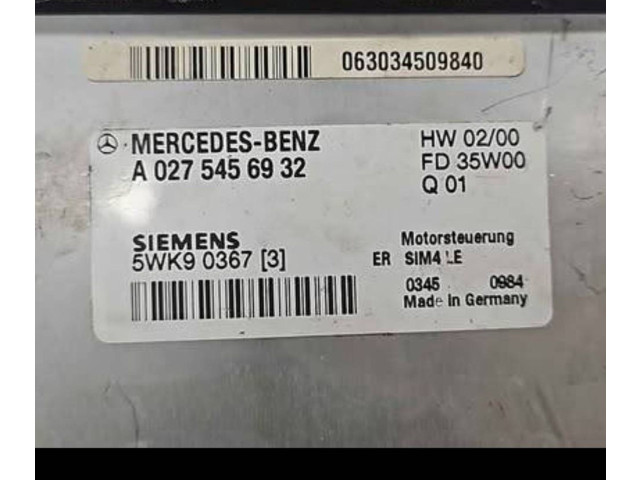 063034509840
MERCEDES-BENZ HW 02/00
A 027 545 69 32 FD 35W00
Q 01
SIEMENS Motorsteuerung
5WK9 0367 [3] ER SIM4 LE
0345 0984
Made in Germany